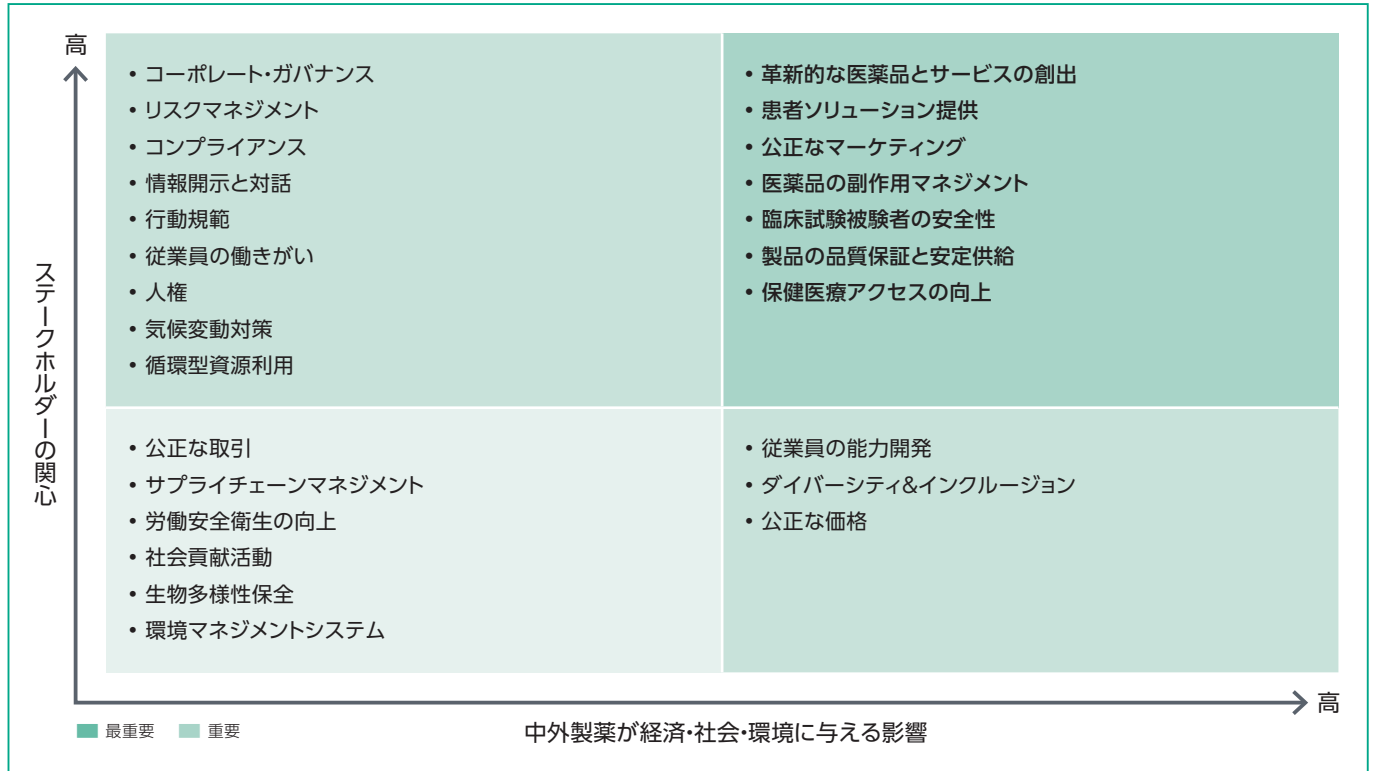 高
• コーポレート・ガバナンス
• リスクマネジメント
• コンプライアンス
• 情報開示と対話
• 行動規範
• 従業員の働きがい
• 人権
• 気候変動対策
• 循環型資源利用
• 革新的な医薬品とサービスの創出
• 患者ソリューション提供
• 公正なマーケティング
• 医薬品の副作用マネジメント
• 臨床試験被験者の安全性
• 製品の品質保証と安定供給
• 保健医療アクセスの向上
ステークホルダーの関心
• 公正な取引
• サプライチェーンマネジメント
• 労働安全衛生の向上
• 社会貢献活動
• 生物多様性保全
• 環境マネジメントシステム
• 従業員の能力開発
• ダイバーシティ&インクルージョン
• 公正な価格
高
最重要 重要
中外製薬が経済・社会・環境に与える影響